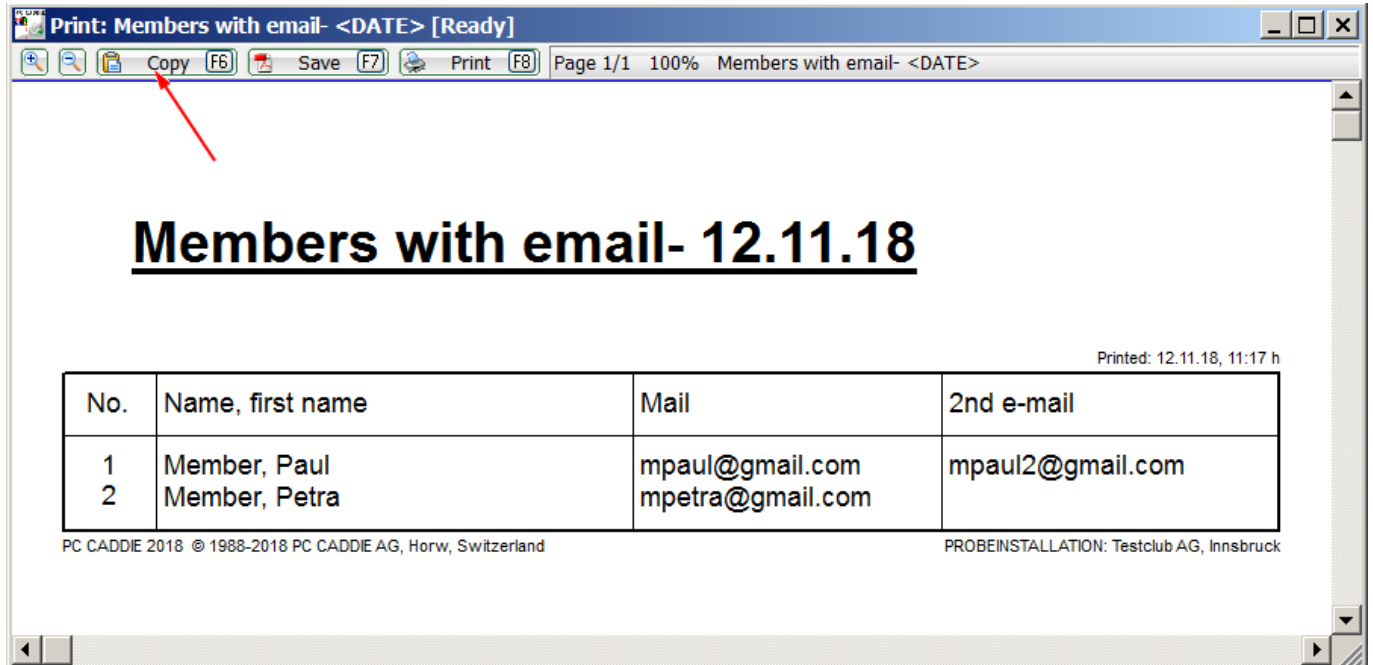 Print: Members with email- <DATE> [Ready]
Copy F6 Save F7 Print F8 Page 1/1 100% Members with email- <DATE>
Members with email- 12.11.18
Printed: 12.11.18, 11:17 h
No. Name, first name Mail 2nd e-mail
1 Member, Paul mpaul@gmail.com mpaul2@gmail.com
2 Member, Petra mpetra@gmail.com
PC CADDIE 2018 © 1988-2018 PC CADDIE AG, Horw, Switzerland PROBEINSTALLATION: Testclub AG, Innsbruck